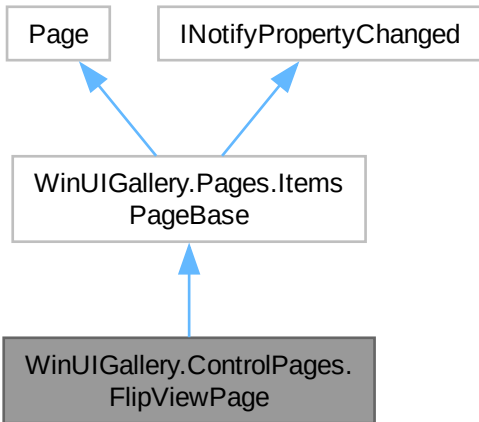 Page
INotifyPropertyChanged
WinUIGallery.Pages.Items
PageBase
WinUIGallery.ControlPages.
FlipViewPage